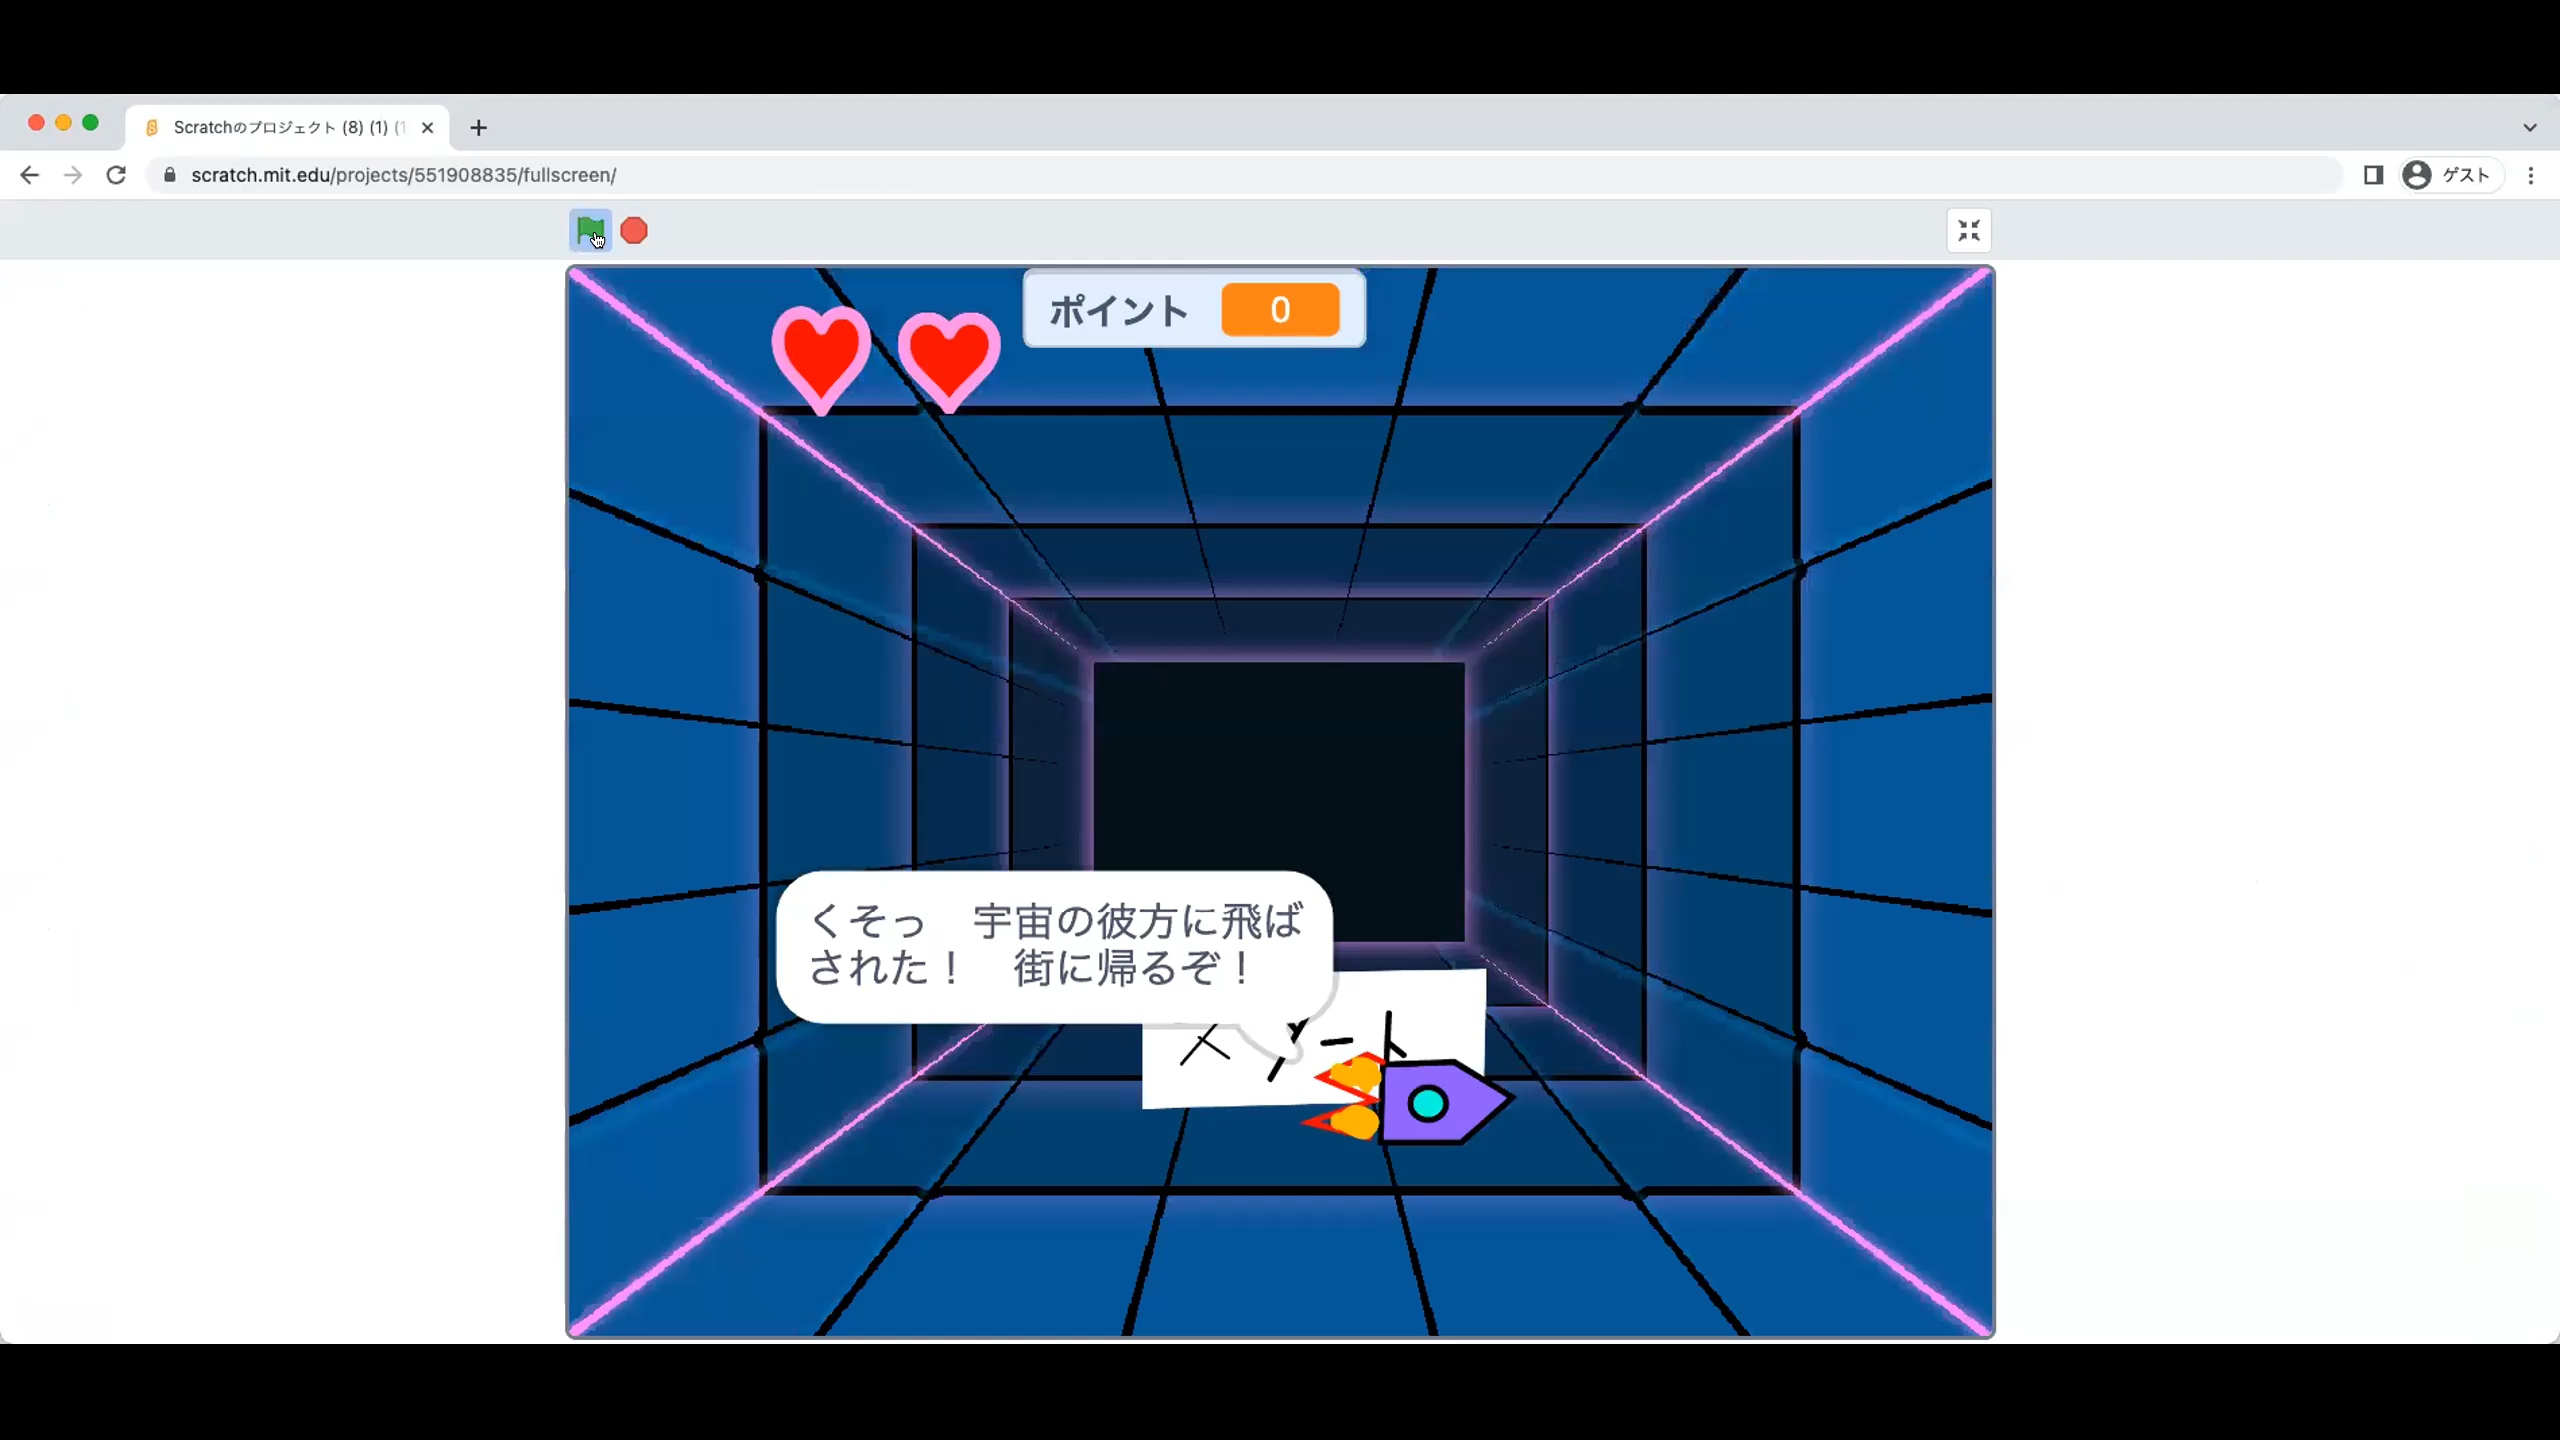 Scratchのプロジェクト (8) (1) (1
scratch.mit.edu/projects/551908835/fullscreen/
ゲスト
ポイント 0
くそっ　宇宙の彼方に飛ば
された！　街に帰るぞ！